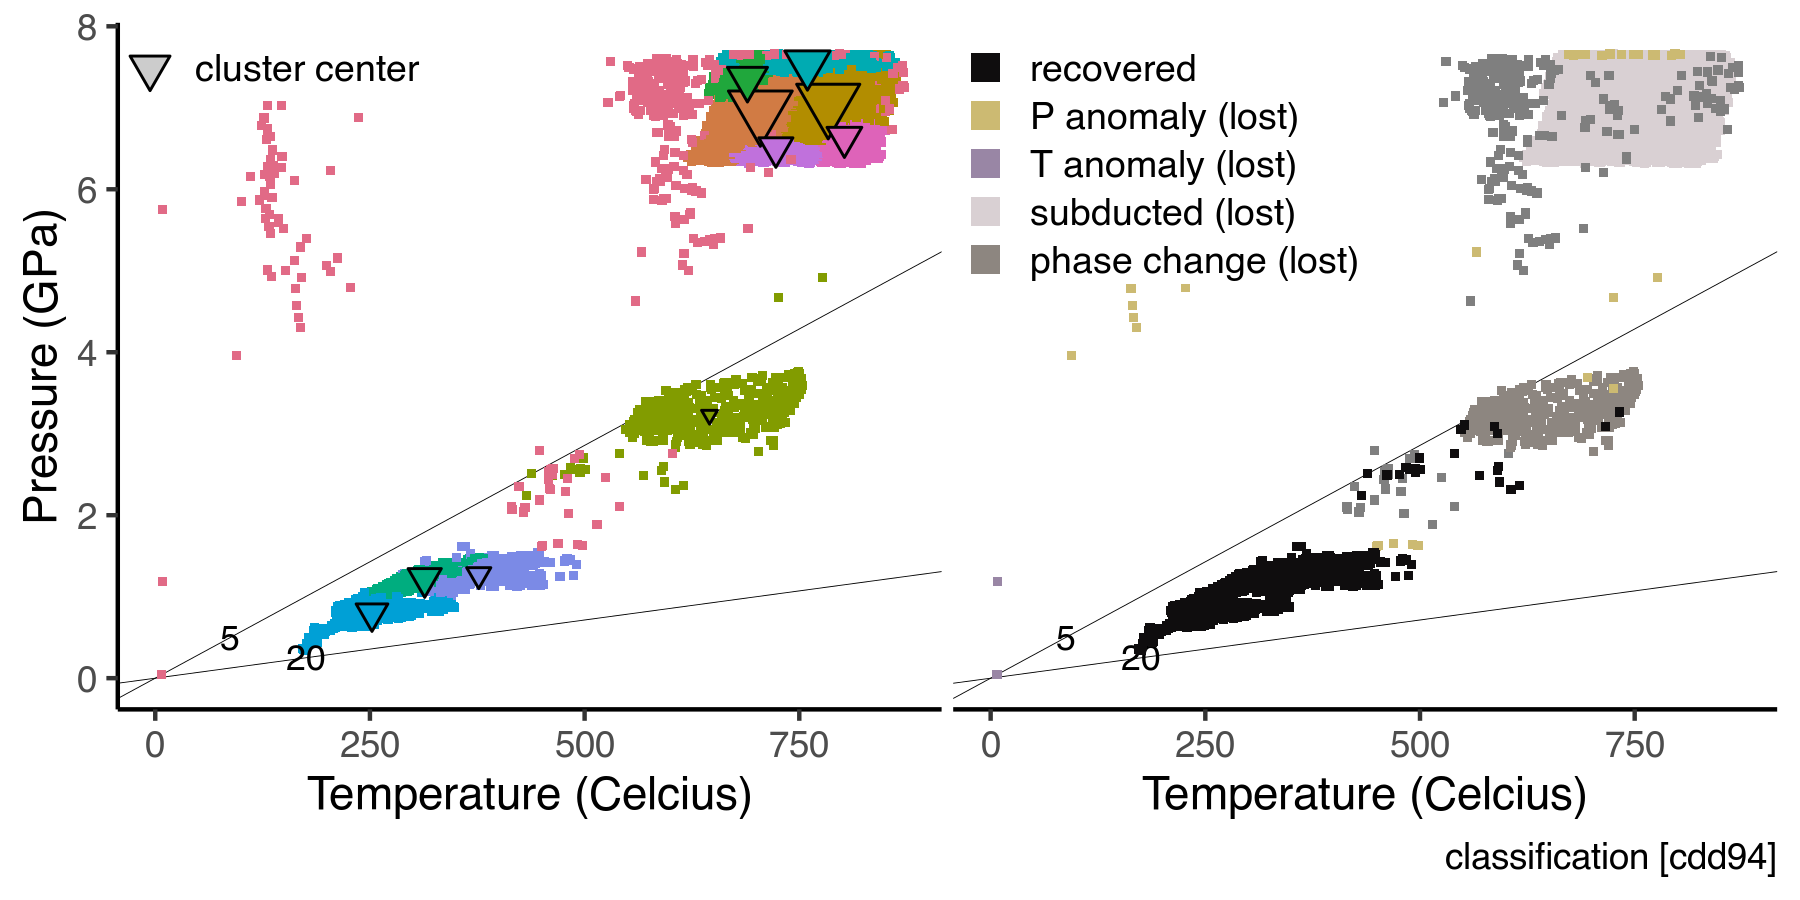 8
6
4
2
0
Pressure (GPa)
cluster center
5
20
0 250 500 750
Temperature (Celcius)
recovered
P anomaly (lost)
T anomaly (lost)
subducted (lost)
phase change (lost)
5
20
0 250 500 750
Temperature (Celcius)
classification [cdd94]